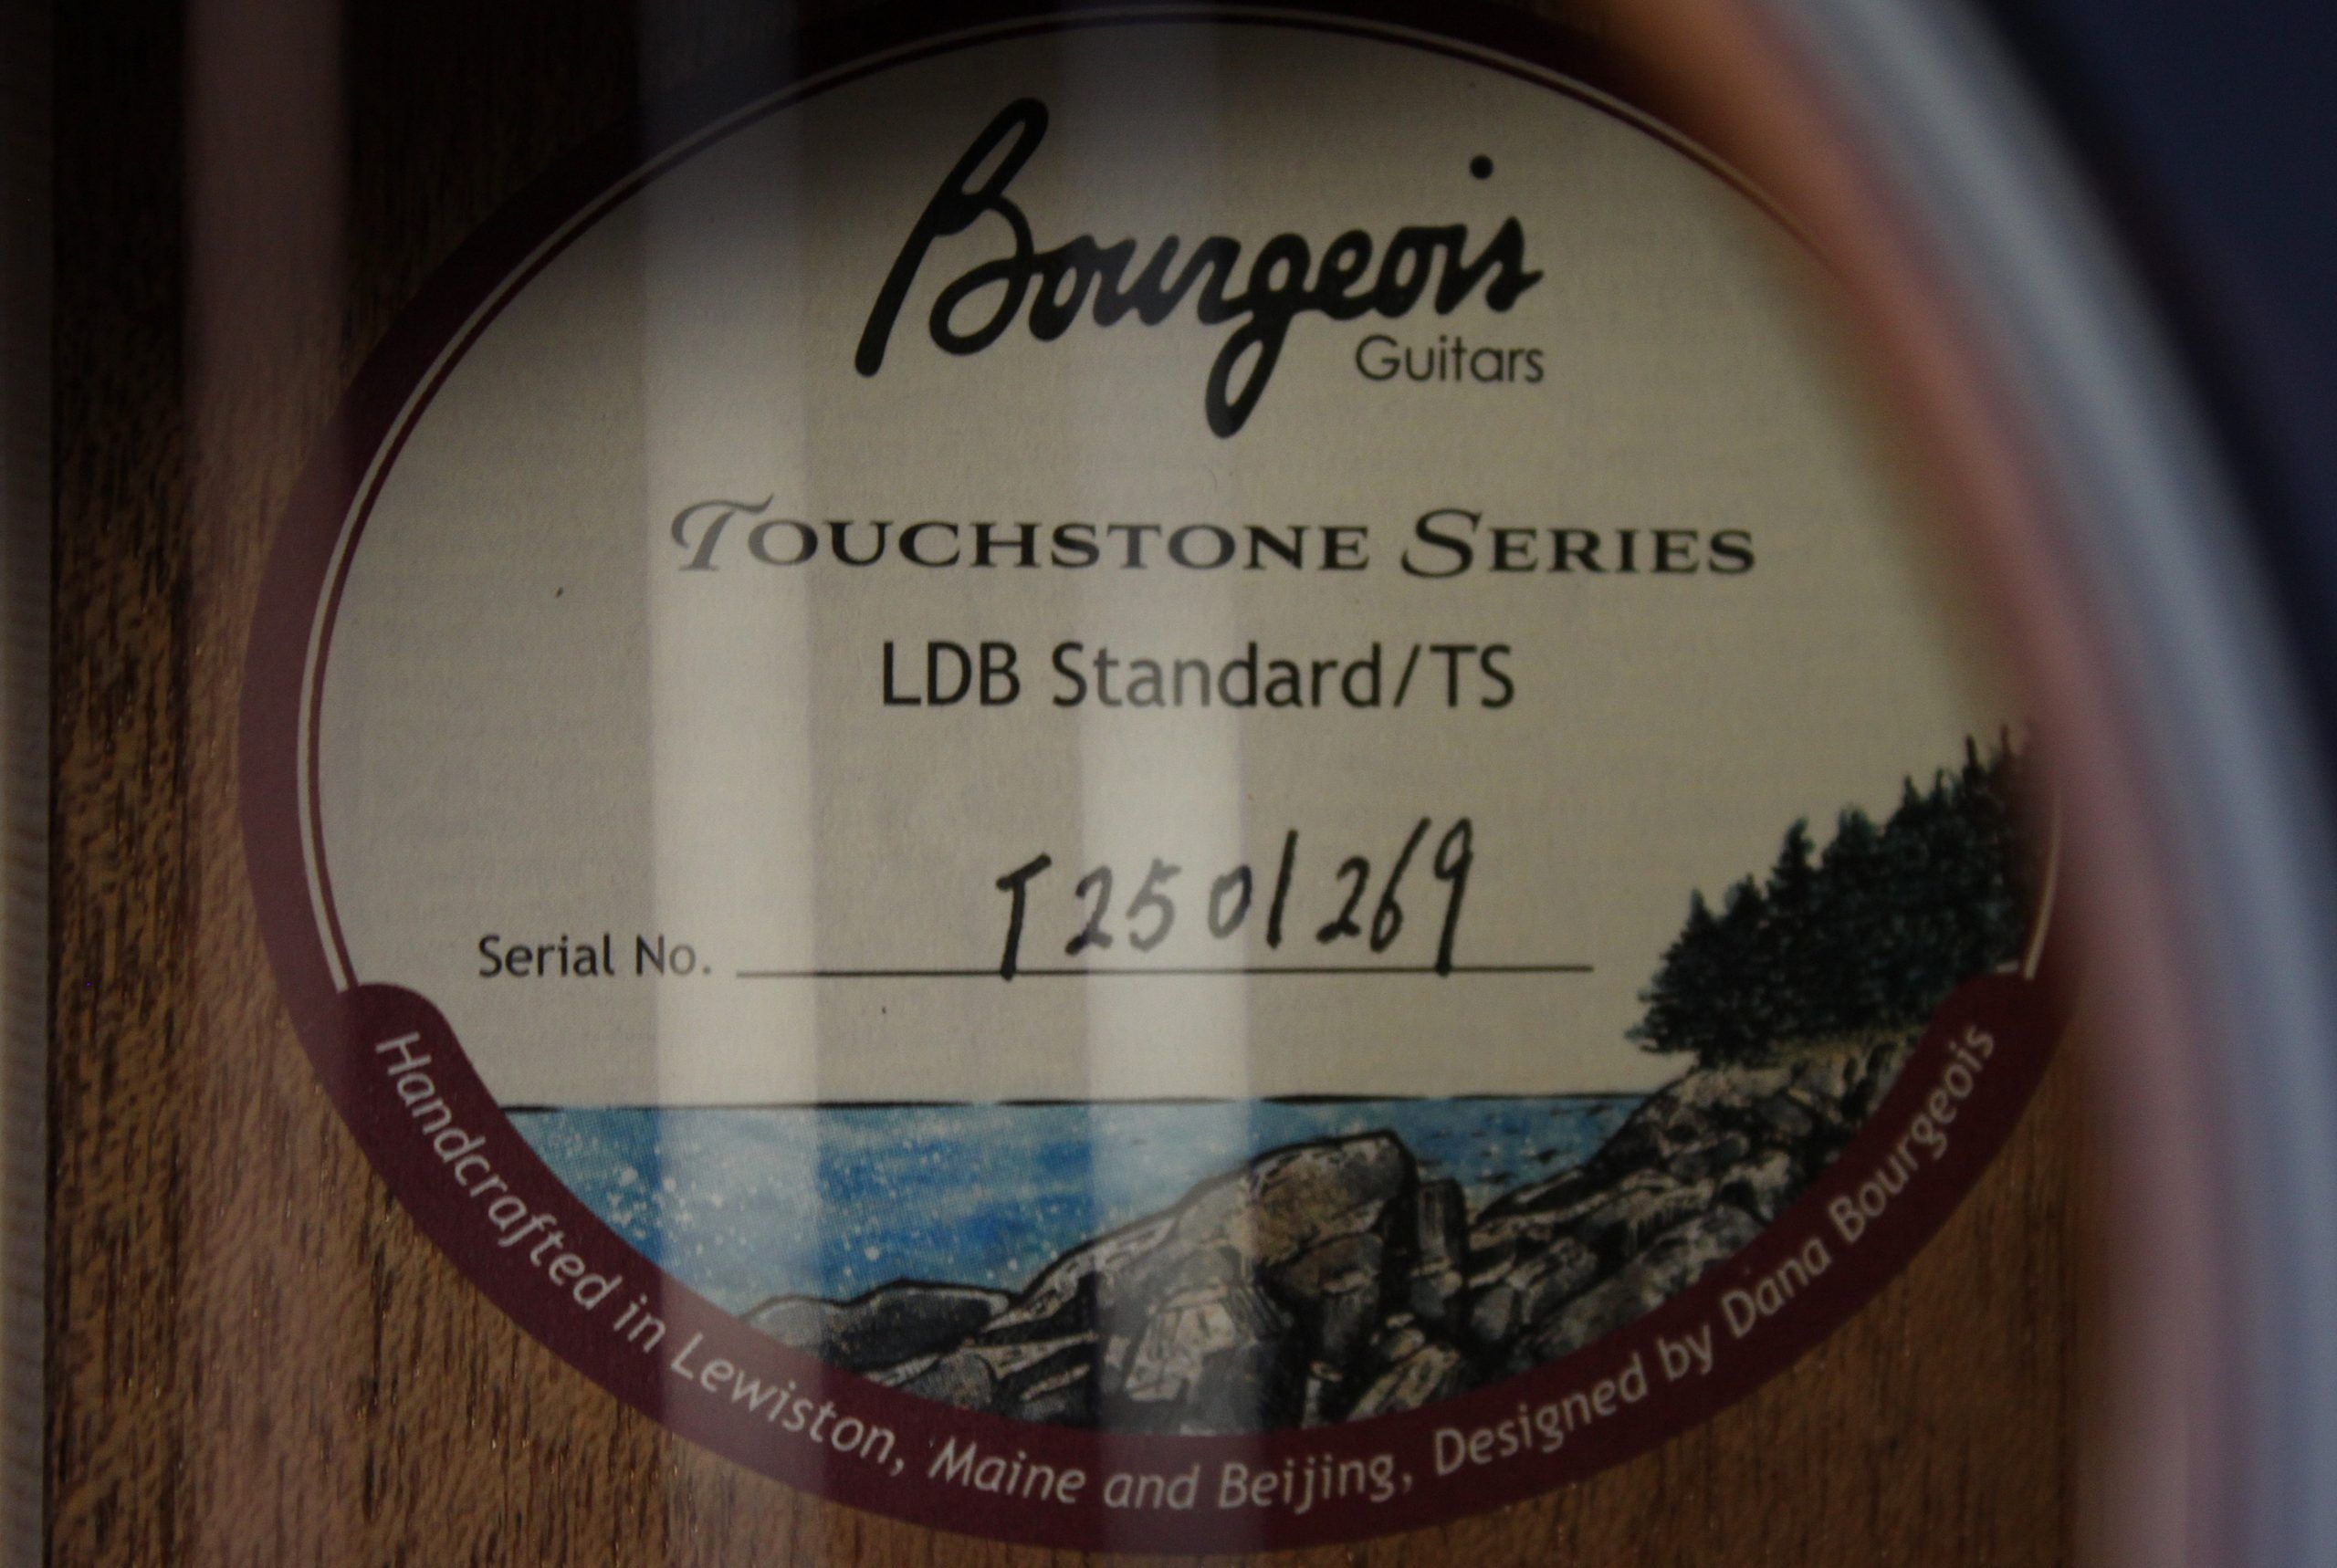 Bourgeois
Guitars
Touchstone Series
LDB Standard/TS
Serial No. T2501269
Handcrafted in Lewiston, Maine and Beijing, Designed by Dana Bourgeois